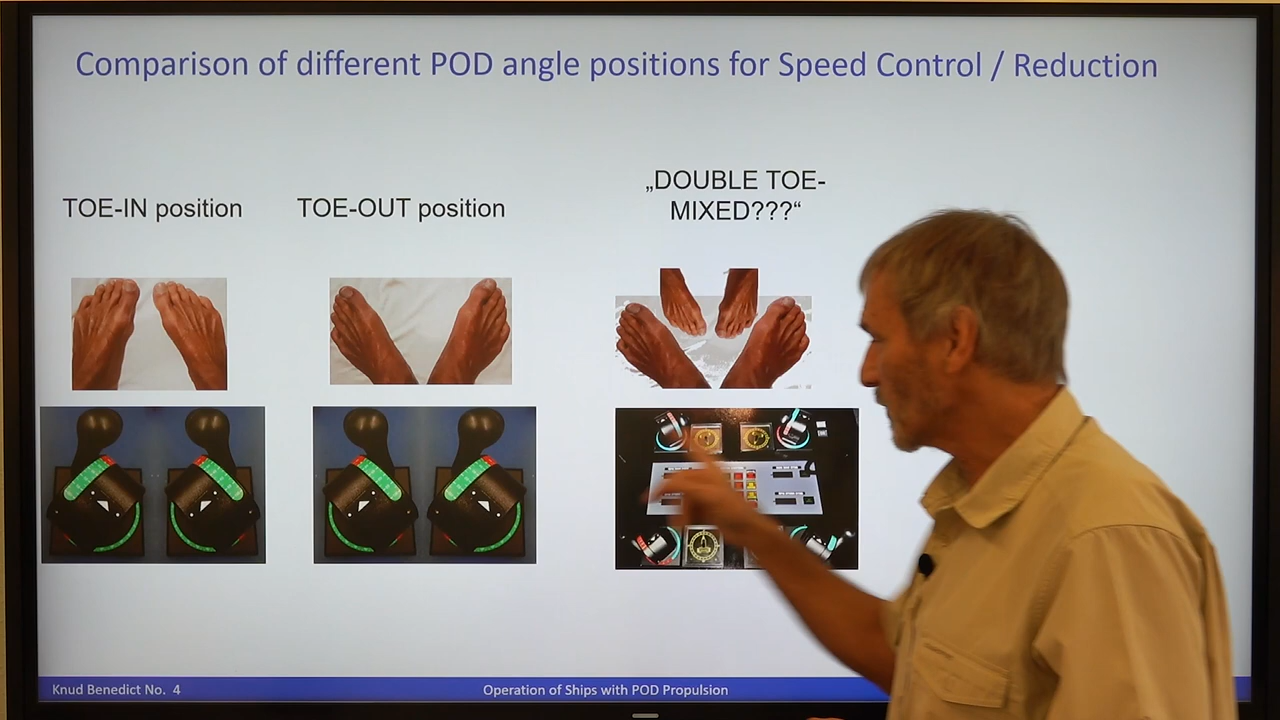 Comparison of different POD angle positions for Speed Control / Reduction
TOE-IN position
TOE-OUT position
„DOUBLE TOE-
MIXED???“
Knud Benedict No. 4
Operation of Ships with POD Propulsion